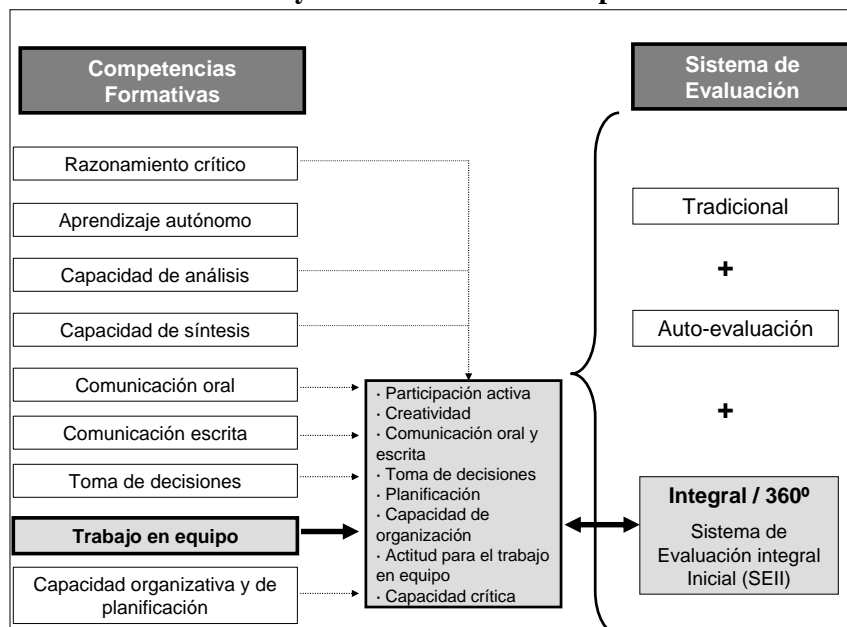 Competencias
Formativas
Razonamiento crítico
Aprendizaje autónomo
Capacidad de análisis
Capacidad de síntesis
Comunicación oral
Comunicación escrita
Toma de decisiones
Trabajo en equipo
Capacidad organizativa y de
planificación
· Participación activa
· Creatividad
· Comunicación oral y
escrita
· Toma de decisiones
· Planificación
· Capacidad de
organización
· Actitud para el trabajo
en equipo
· Capacidad crítica
Sistema de
Evaluación
Tradicional
+
Auto-evaluación
+
Integral / 360º
Sistema de
Evaluación integral
Inicial (SEII)